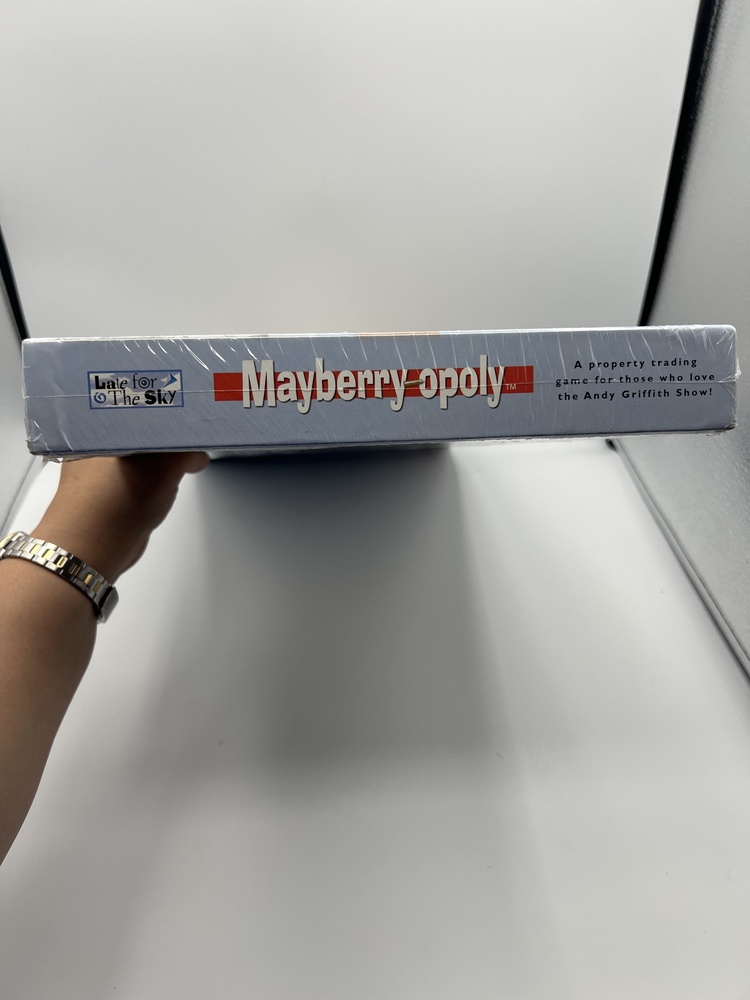 Late for
The Sky
Mayberry-opoly™
A property trading
game for those who love
the Andy Griffith Show!